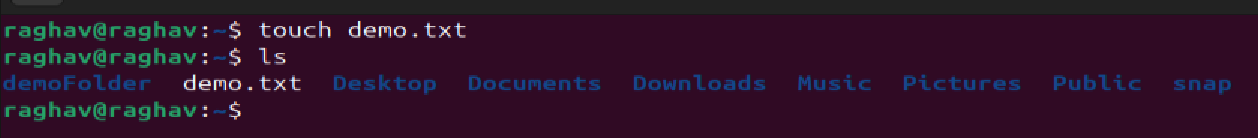 raghav@raghav:~$ touch demo.txt
raghav@raghav:~$ ls
demoFolder demo.txt Desktop Documents Downloads Music Pictures Public snap
raghav@raghav:~$